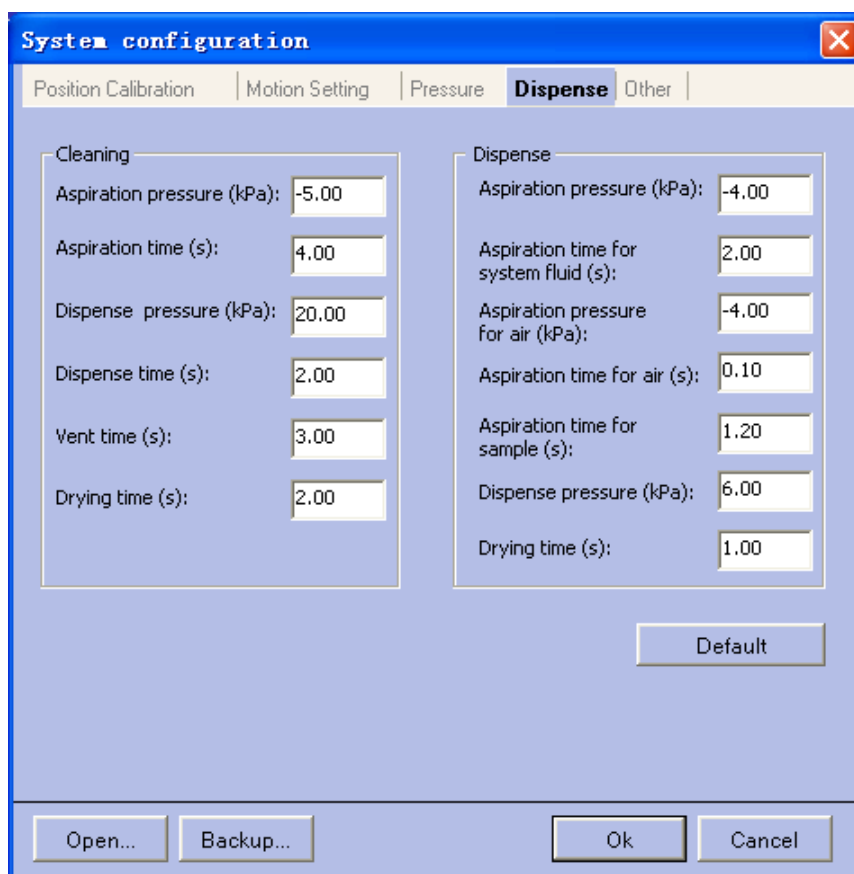 System configuration
Position Calibration Motion Setting Pressure Dispense Other
Cleaning
Aspiration pressure (kPa): -5.00
Aspiration time (s): 4.00
Dispense  pressure (kPa): 20.00
Dispense time (s): 2.00
Vent time (s): 3.00
Drying time (s): 2.00
Dispense
Aspiration pressure (kPa): -4.00
Aspiration time for
system fluid (s): 2.00
Aspiration pressure
for air (kPa): -4.00
Aspiration time for air (s): 0.10
Aspiration time for
sample (s): 1.20
Dispense pressure (kPa): 6.00
Drying time (s): 1.00
Default
Open... Backup... Ok Cancel